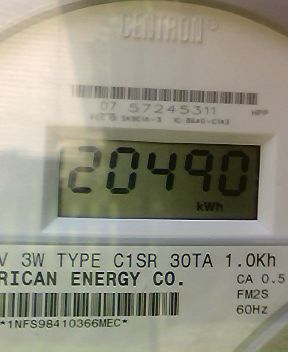 CENTRON®
07 57245311 HPP
20490
kWh
V 3W TYPE C1SR 30TA 1.0Kh
RICAN ENERGY CO. CA 0.5
FM2S
60Hz
*1NFS98410366MEC*